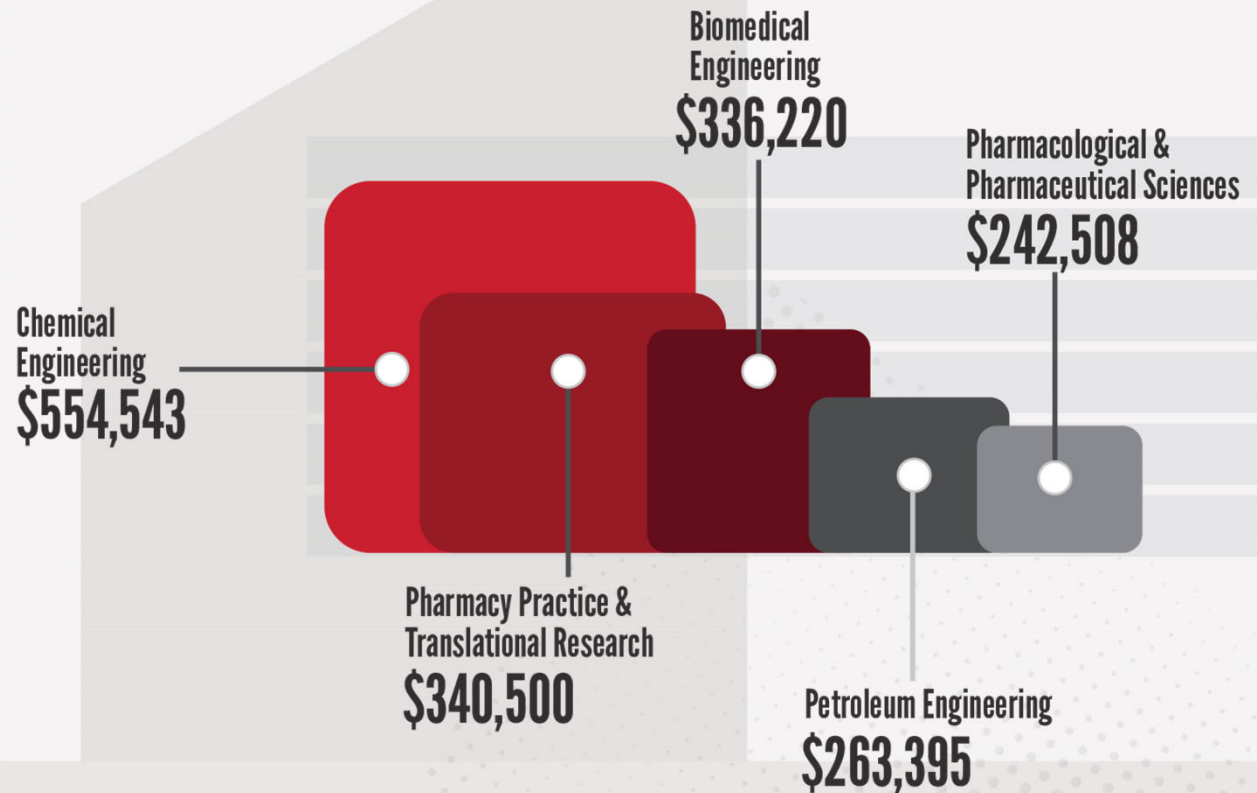 Biomedical
Engineering
$336,220
Pharmacological &
Pharmaceutical Sciences
$242,508
Chemical
Engineering
$554,543
Pharmacy Practice &
Translational Research
$340,500
Petroleum Engineering
$263,395